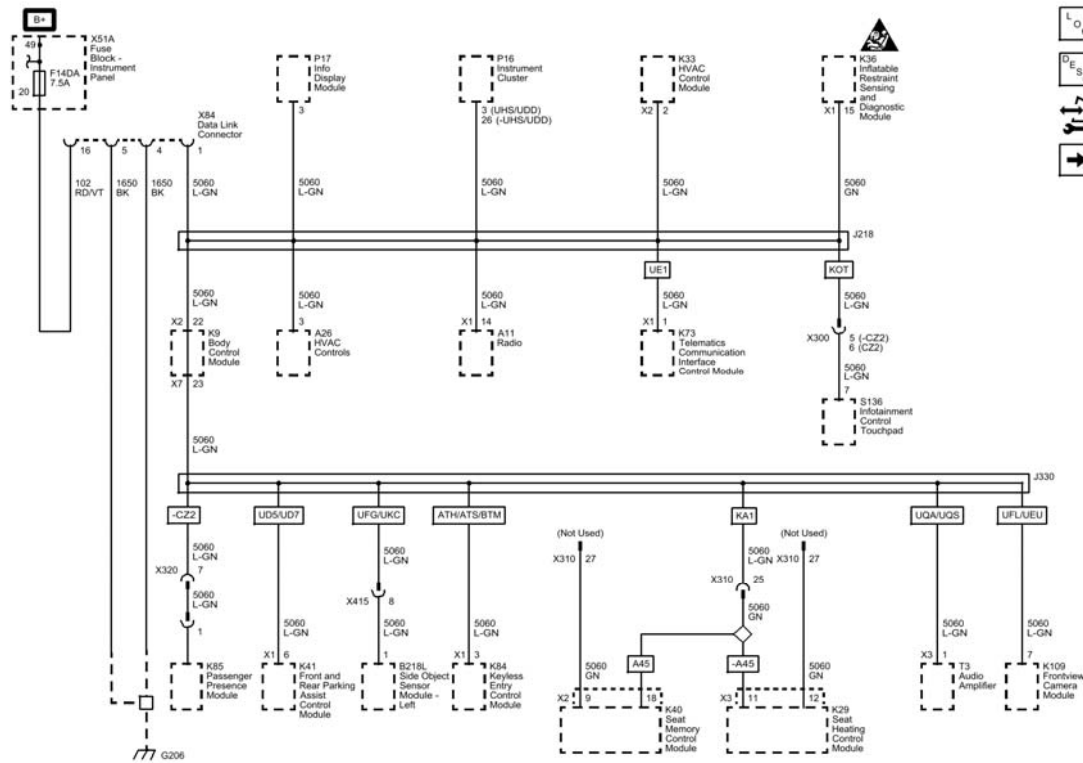 B+
X51A
Fuse
Block -
Instrument
Panel
49
F14DA
7.5A
20
P17
Info
Display
Module
3
P16
Instrument
Cluster
3 (UHS/UDD)
26 (-UHS/UDD)
K33
HVAC
Control
Module
X2 2
K36
Inflatable
Restraint
Sensing
and
Diagnostic
Module
X1 15
X84
Data Link
Connector
16 5 4 1
102
RD/VT
1650
BK
1650
BK
5060
L-GN
5060
L-GN
5060
L-GN
5060
L-GN
5060
GN
J218
UE1
KOT
5060
L-GN
5060
L-GN
5060
L-GN
5060
L-GN
5060
L-GN
X2 22
K9
Body
Control
Module
X7 23
3
A26
HVAC
Controls
X1 14
A11
Radio
X1 1
K73
Telematics
Communication
Interface
Control Module
X300
5 (-CZ2)
6 (CZ2)
5060
L-GN
7
S136
Infotainment
Control
Touchpad
5060
L-GN
J330
-CZ2
UD5/UD7
UFG/UKC
ATH/ATS/BTM
KA1
UQA/UQS
UFL/UEU
5060
L-GN
X320 7
5060
L-GN
1
K85
Passenger
Presence
Module
5060
L-GN
X1 6
K41
Front and
Rear Parking
Assist
Control
Module
5060
L-GN
X415 8
5060
L-GN
1
B218L
Side Object
Sensor
Module -
Left
5060
L-GN
X1 3
K84
Keyless
Entry
Control
Module
(Not Used)
X310 27
5060
L-GN
X310 25
5060
GN
(Not Used)
X310 27
A45
-A45
5060
GN
X2 9 18
K40
Seat
Memory
Control
Module
5060
GN
X3 11 12
K29
Seat
Heating
Control
Module
5060
L-GN
X3 1
T3
Audio
Amplifier
5060
L-GN
7
K109
Frontview
Camera
Module
G206